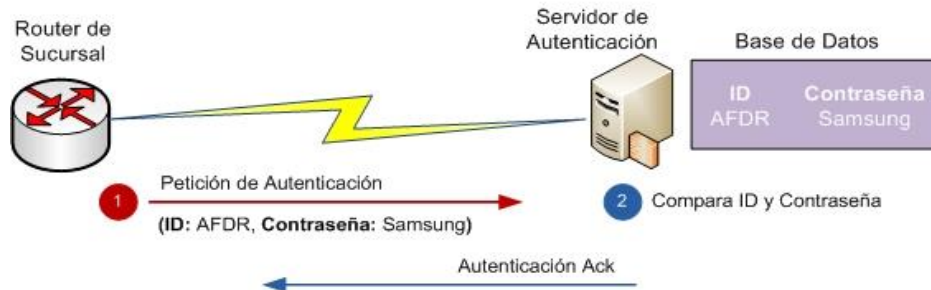 Router de
Sucursal
Servidor de
Autenticación
Base de Datos
ID Contraseña
AFDR Samsung
1 Petición de Autenticación
(ID: AFDR, Contraseña: Samsung)
2 Compara ID y Contraseña
Autenticación Ack